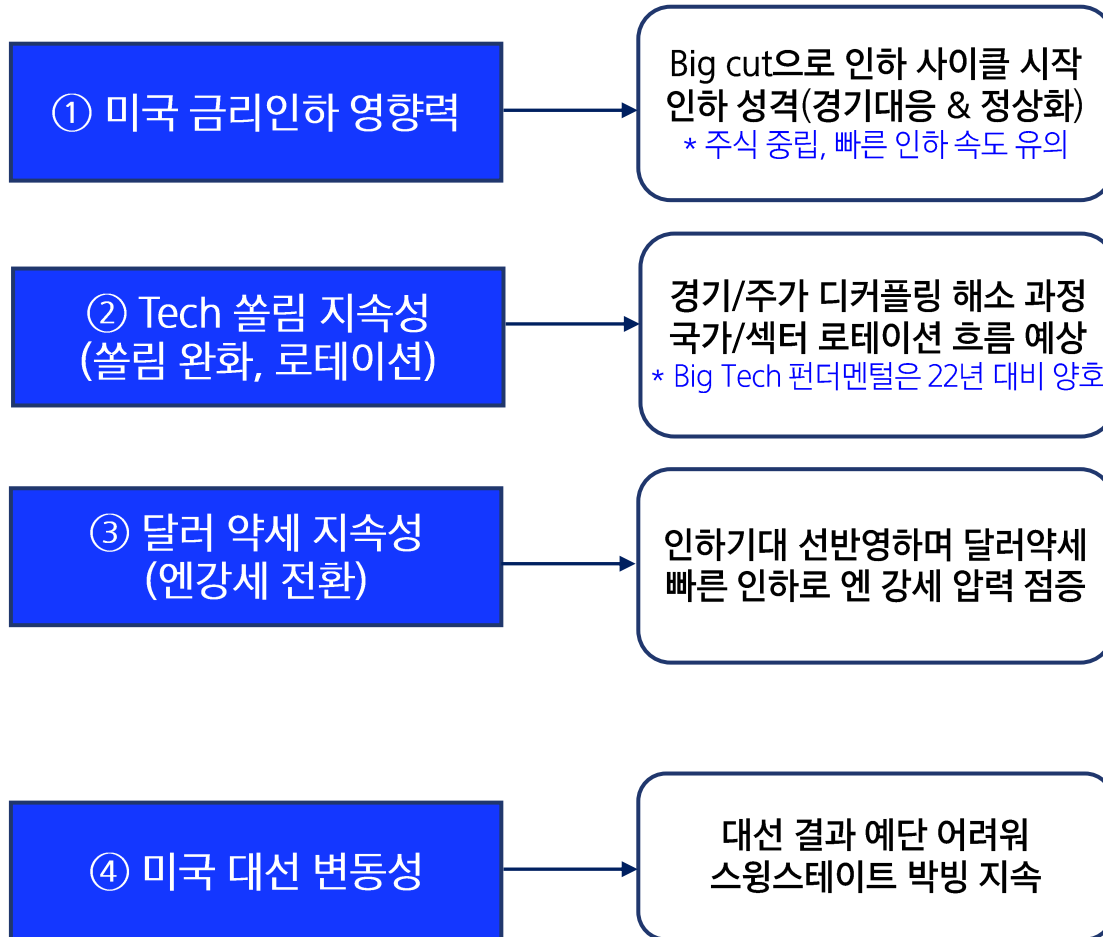 ① 미국 금리인하 영향력
Big cut으로 인하 사이클 시작
인하 성격(경기대응 & 정상화)
* 주식 중립, 빠른 인하 속도 유의
② Tech 쏠림 지속성
(쏠림 완화, 로테이션)
경기/주가 디커플링 해소 과정
국가/섹터 로테이션 흐름 예상
* Big Tech 펀더멘털은 22년 대비 양호
③ 달러 약세 지속성
(엔강세 전환)
인하기대 선반영하며 달러약세
빠른 인하로 엔 강세 압력 점증
④ 미국 대선 변동성
대선 결과 예단 어려워
스윙스테이트 박빙 지속